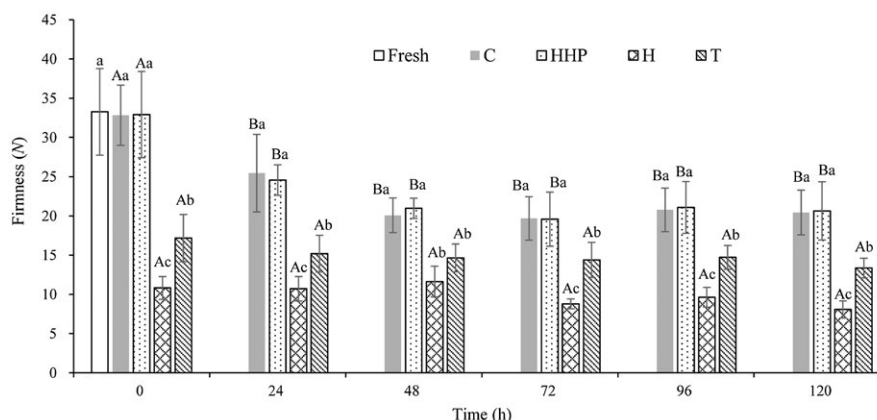 45
40
35
30
25
20
15
10
5
0
Firmness (N)
Fresh C HHP H T
a Aa Aa Ac Ab
Ba Ba Ac Ab
Ba Ba Ab Ab
Ba Ba Ac Ab
Ba Ba Ac Ab
Ba Ba Ac Ab
0 24 48 72 96 120
Time (h)